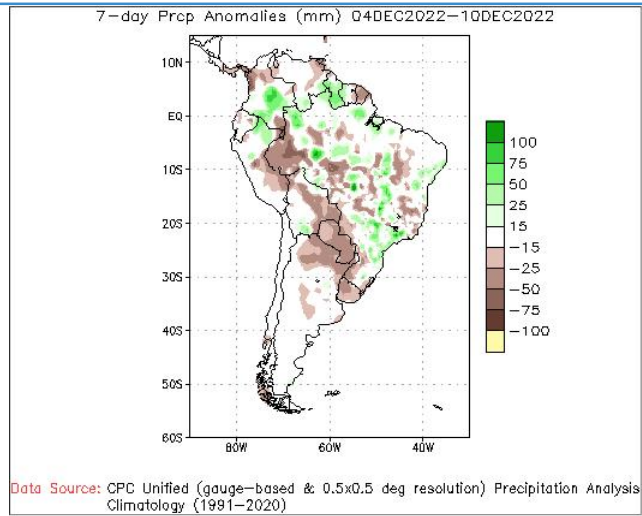 7-day Prcp Anomalies (mm) 04DEC2022-10DEC2022
10N
EQ
10S
20S
30S
40S
50S
60S
80W
60W
40W
100
75
50
25
15
-15
-25
-50
-75
-100
Data Source: CPC Unified (gauge-based & 0.5x0.5 deg resolution) Precipitation Analysis
Climatology (1991-2020)